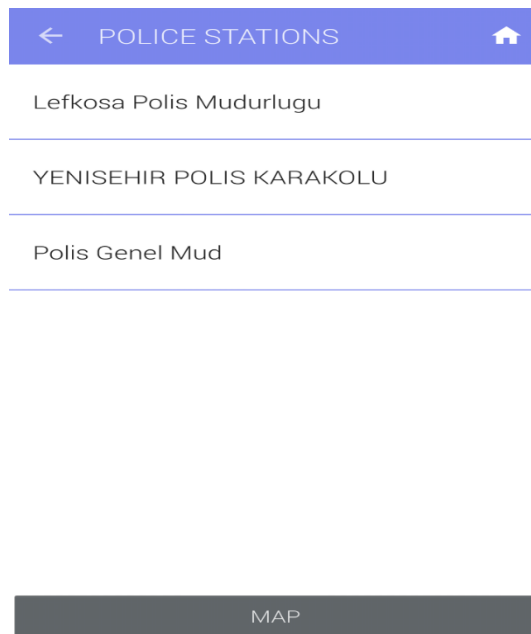 POLICE STATIONS
Lefkosa Polis Mudurlugu
YENISEHIR POLIS KARAKOLU
Polis Genel Mud
MAP